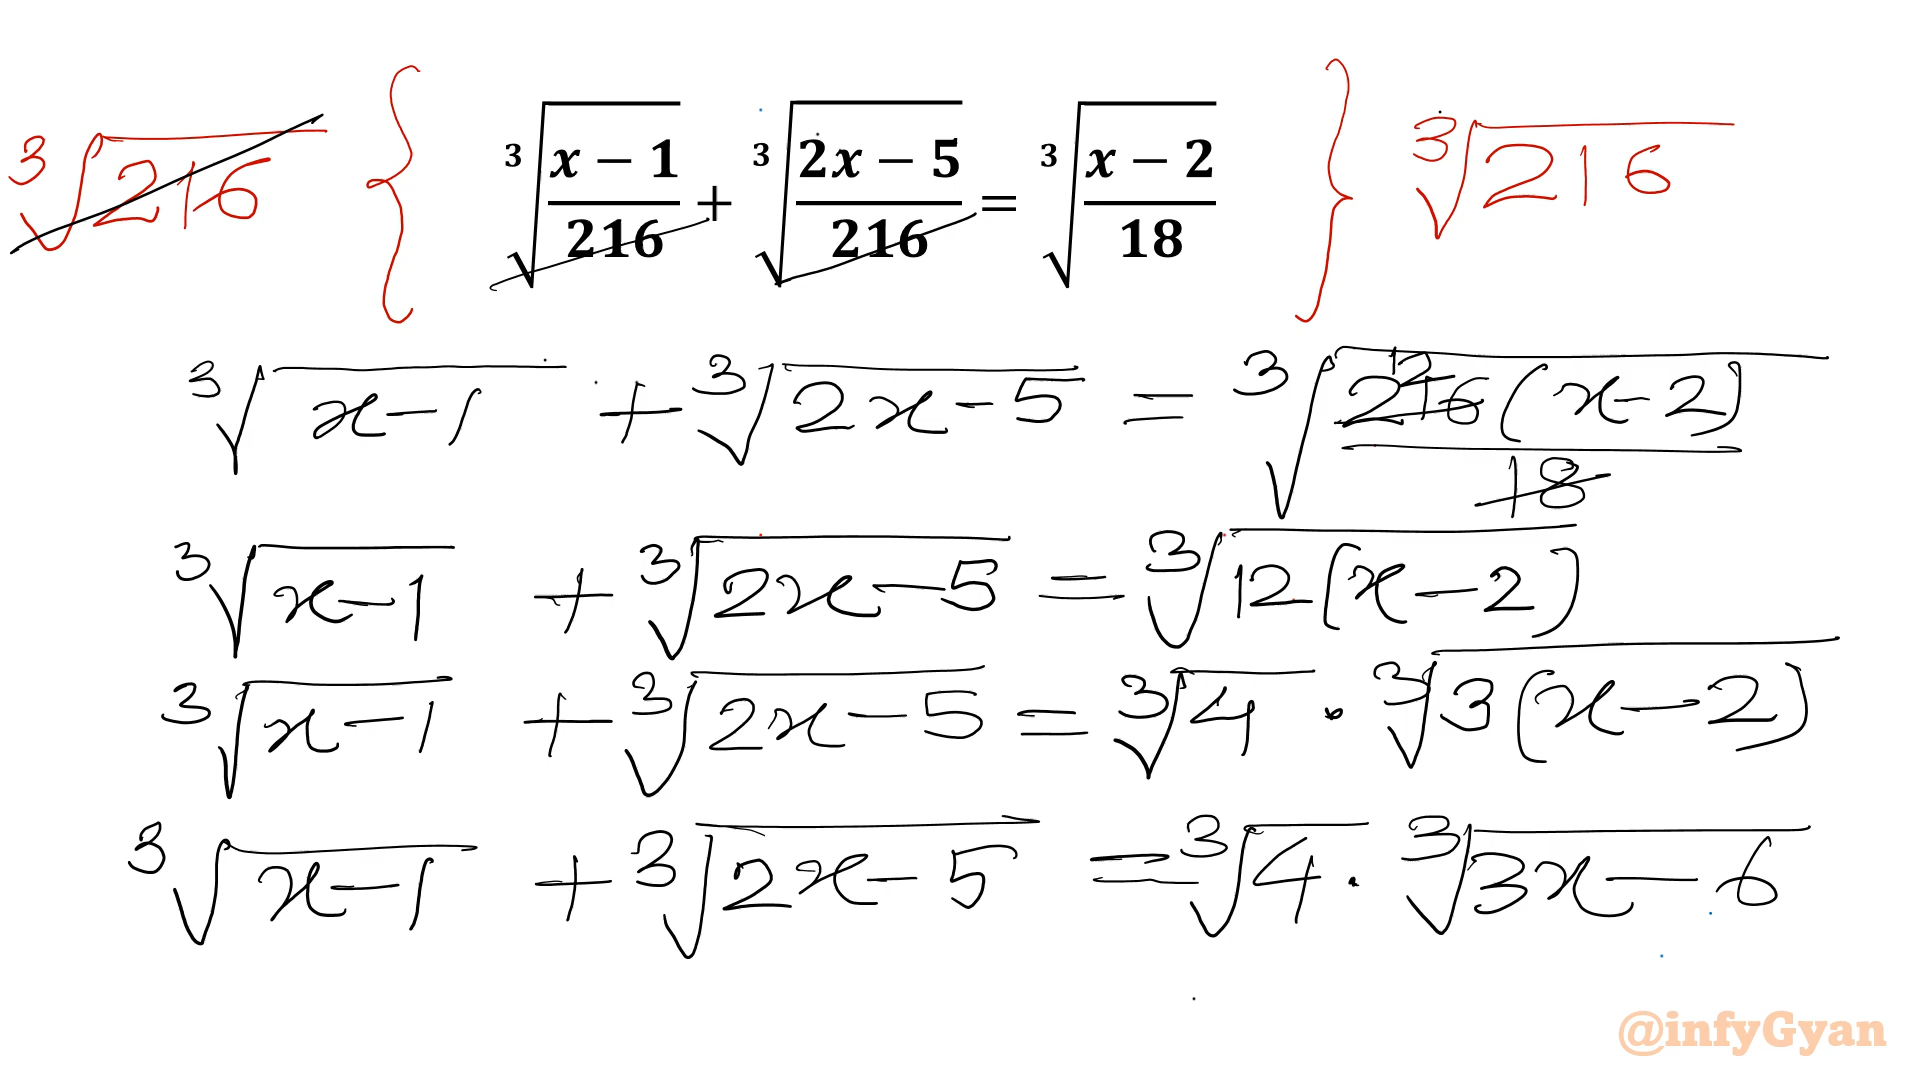 ∛216 { ∛((x − 1)/216) + ∛((2x − 5)/216) = ∛((x − 2)/18) } ∛216
∛(x − 1) + ∛(2x − 5) = ∛(216(x − 2)/18) 12
∛(x − 1) + ∛(2x − 5) = ∛(12(x − 2))
∛(x − 1) + ∛(2x − 5) = ∛4 · ∛(3(x − 2))
∛(x − 1) + ∛(2x − 5) = ∛4 · ∛(3x − 6)
@infyGyan